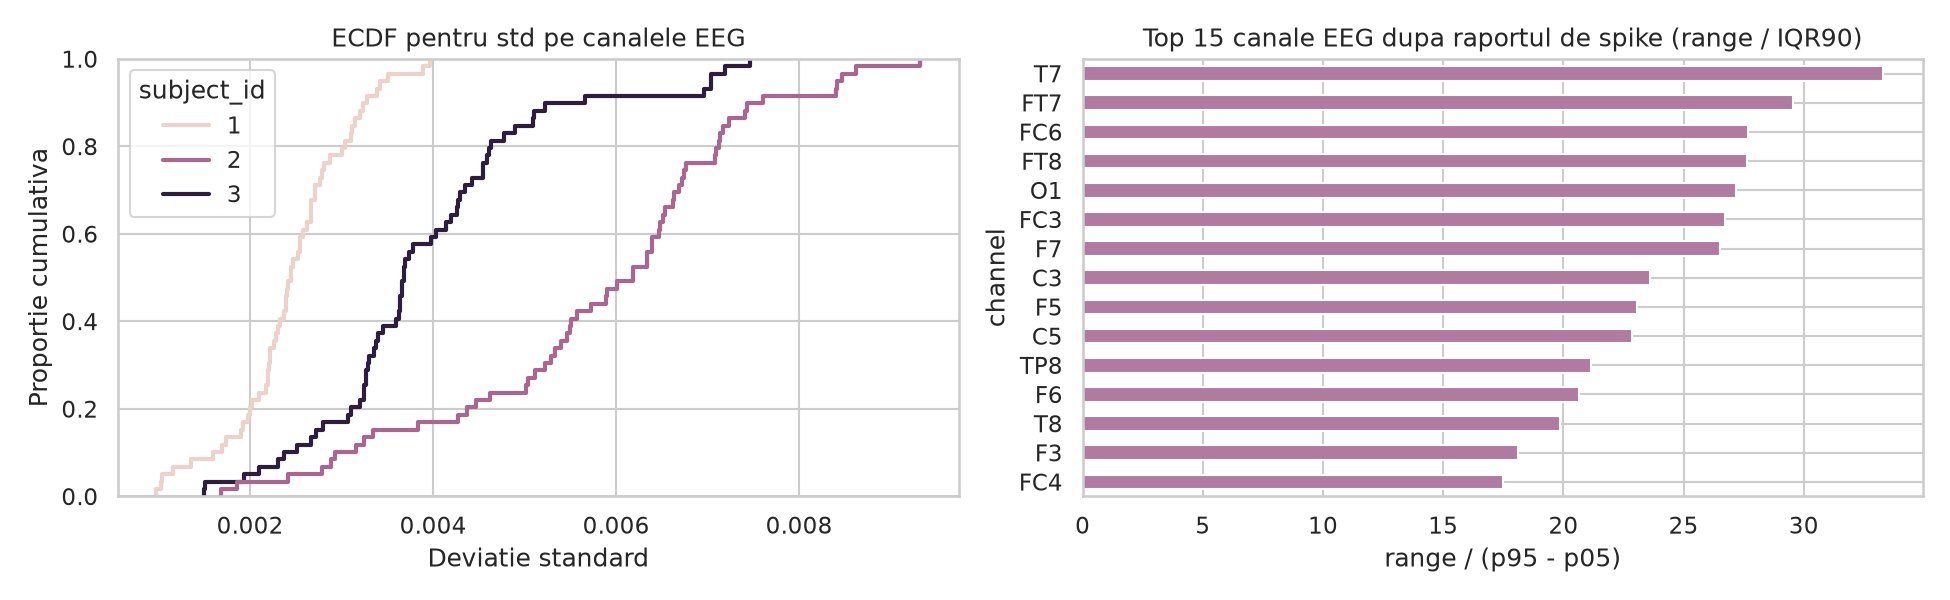 ECDF pentru std pe canalele EEG
1.0
0.8
0.6
0.4
0.2
0.0
Proportie cumulativa
subject_id
1
2
3
0.002
0.004
0.006
0.008
Deviatie standard
Top 15 canale EEG dupa raportul de spike (range / IQR90)
channel
T7
FT7
FC6
FT8
O1
FC3
F7
C3
F5
C5
TP8
F6
T8
F3
FC4
0
5
10
15
20
25
30
range / (p95 - p05)